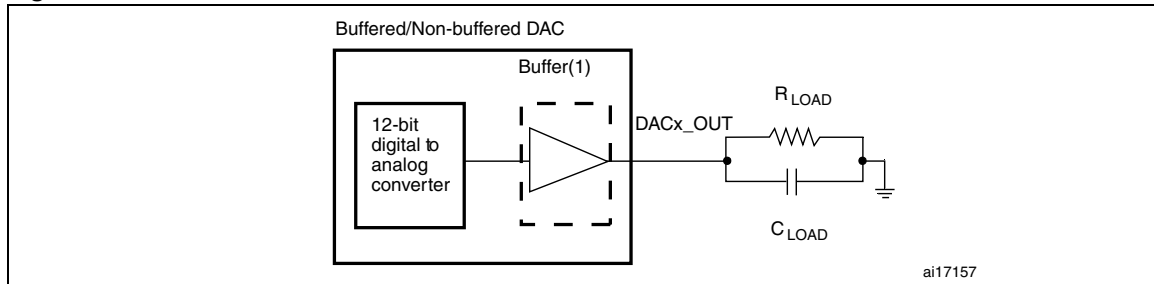 Buffered/Non-buffered DAC
Buffer(1)
12-bit
digital to
analog
converter
DACx_OUT
R LOAD
C LOAD
ai17157